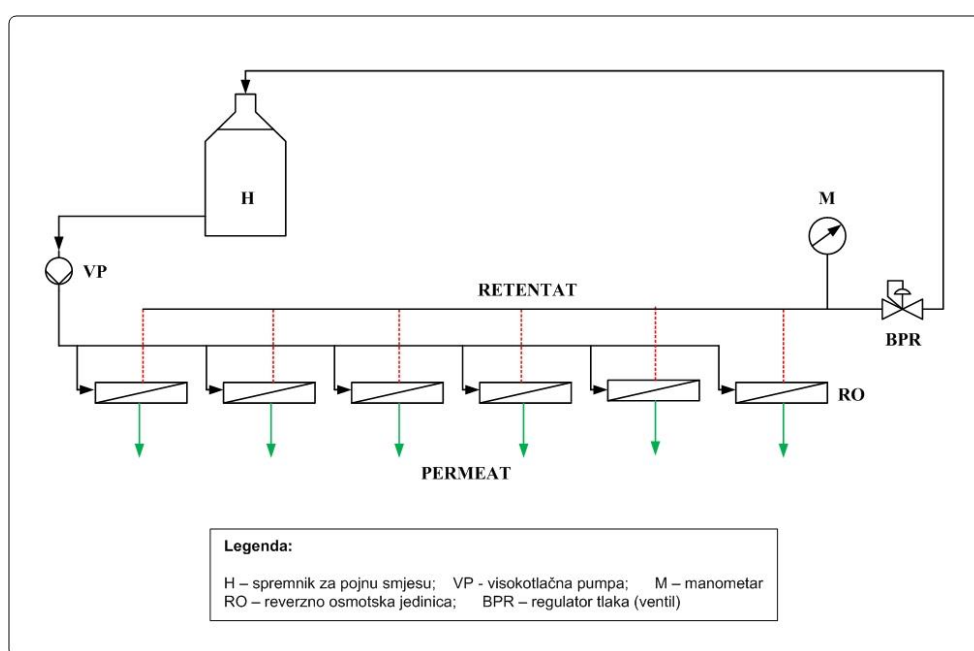 H
M
VP
RETENTAT
BPR
RO
PERMEAT
Legenda:
H – spremnik za pojnu smjesu; VP - visokotlačna pumpa; M – manometar
RO – reverzno osmotska jedinica; BPR – regulator tlaka (ventil)